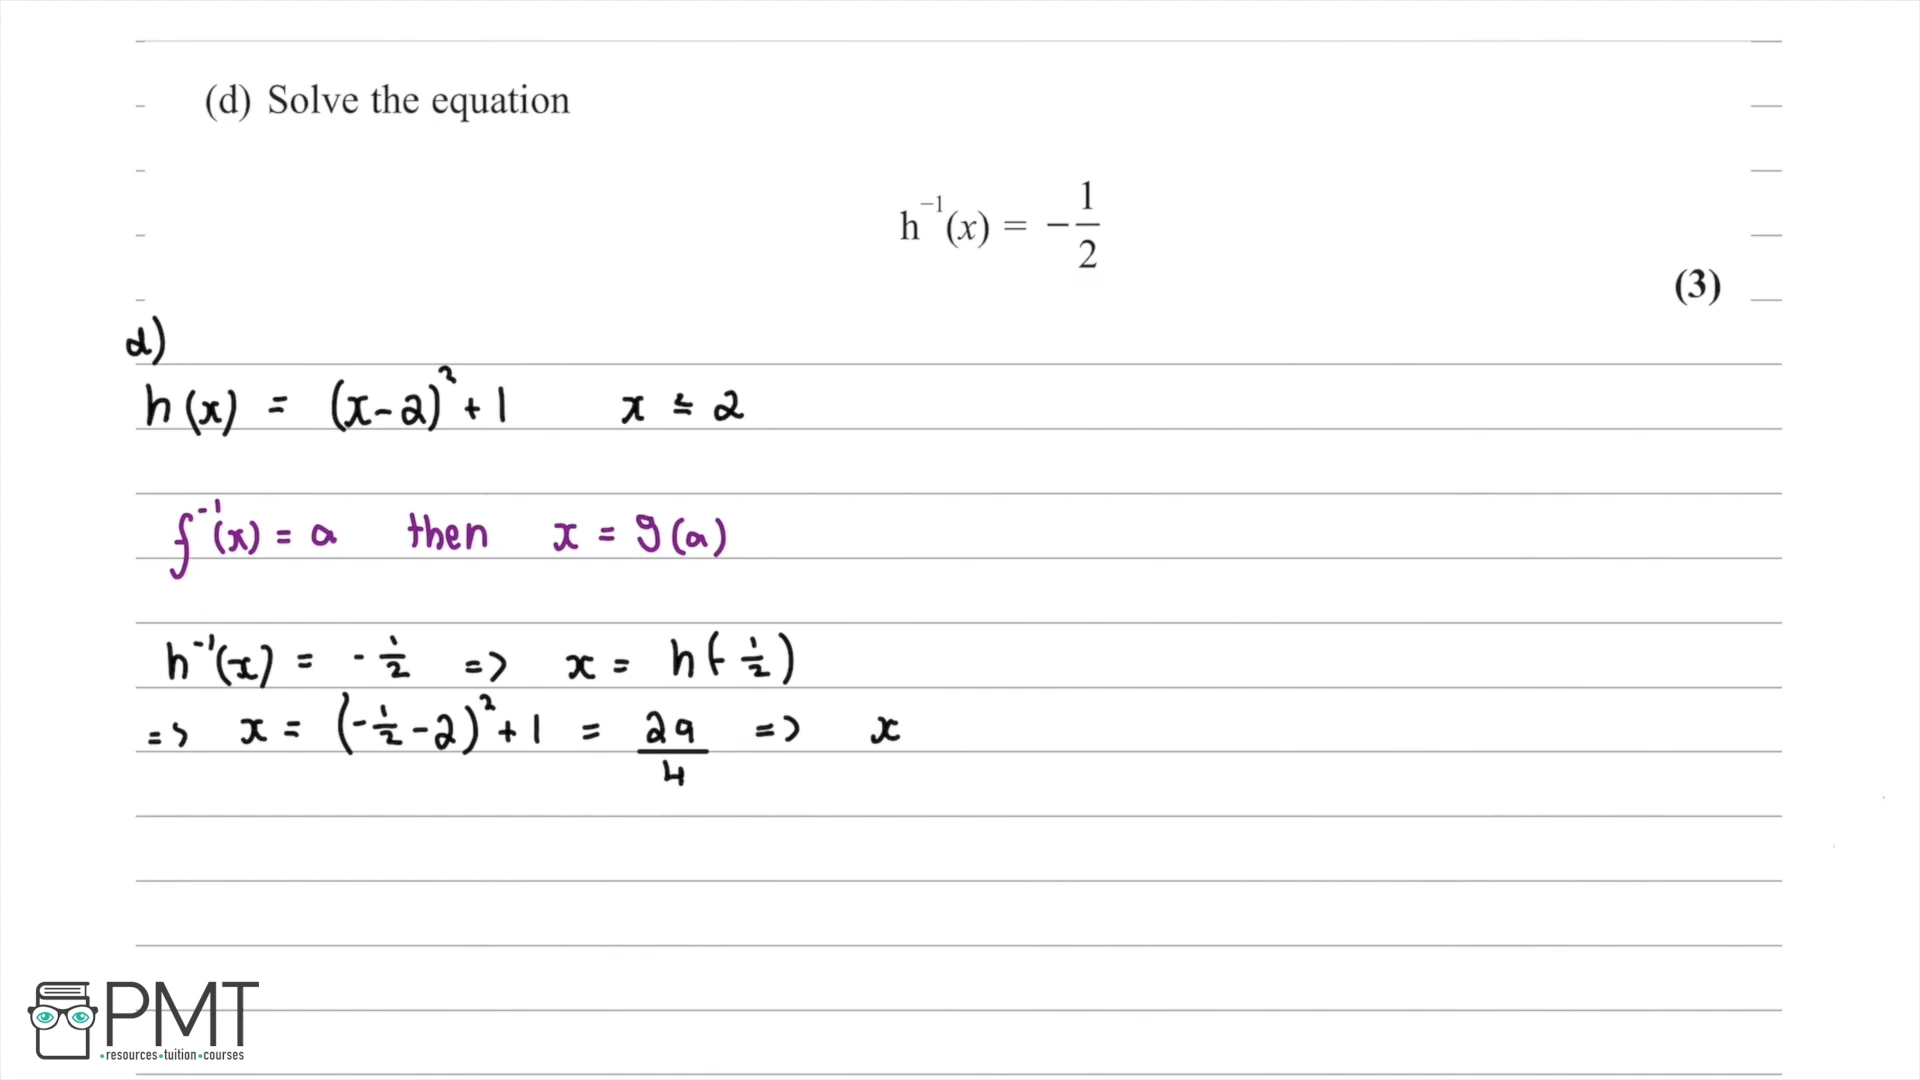 (d) Solve the equation
h⁻¹(x) = −1/2
(3)
d)
h(x) = (x−2)² + 1 x ≤ 2
f⁻¹(x) = a then x = g(a)
h⁻¹(x) = −1/2 => x = h(−1/2)
=> x = (−1/2 −2)² + 1 = 29/4 => x
PMT
•resources•tuition•courses